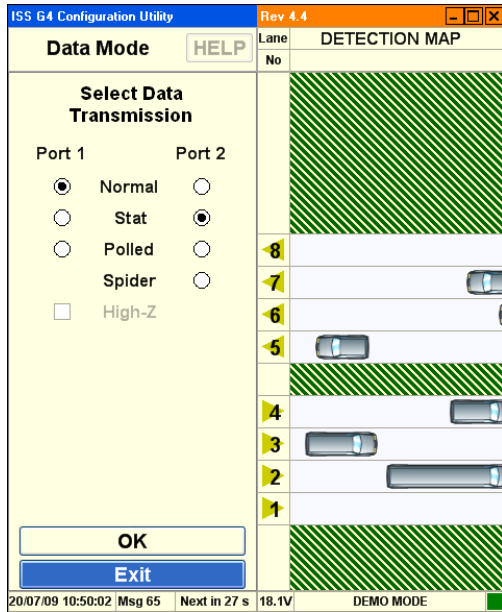 ISS G4 Configuration Utility
Rev 4.4
Data Mode
HELP
Lane
No
DETECTION MAP
Select Data
Transmission
Port 1
Port 2
Normal
Stat
Polled
Spider
High-Z
8
7
6
5
4
3
2
1
OK
Exit
20/07/09 10:50:02
Msg 65
Next in 27 s
18.1V
DEMO MODE